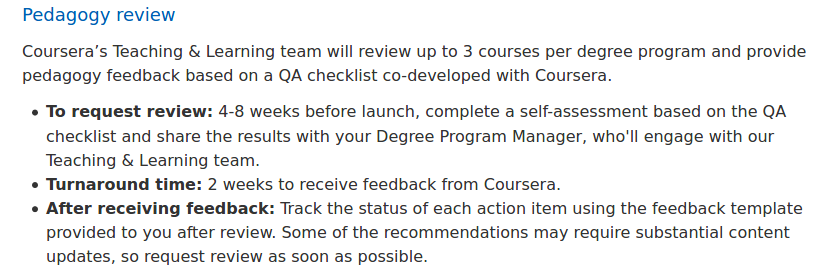 Pedagogy review
Coursera’s Teaching & Learning team will review up to 3 courses per degree program and provide
pedagogy feedback based on a QA checklist co-developed with Coursera.
• To request review: 4-8 weeks before launch, complete a self-assessment based on the QA
checklist and share the results with your Degree Program Manager, who'll engage with our
Teaching & Learning team.
• Turnaround time: 2 weeks to receive feedback from Coursera.
• After receiving feedback: Track the status of each action item using the feedback template
provided to you after review. Some of the recommendations may require substantial content
updates, so request review as soon as possible.